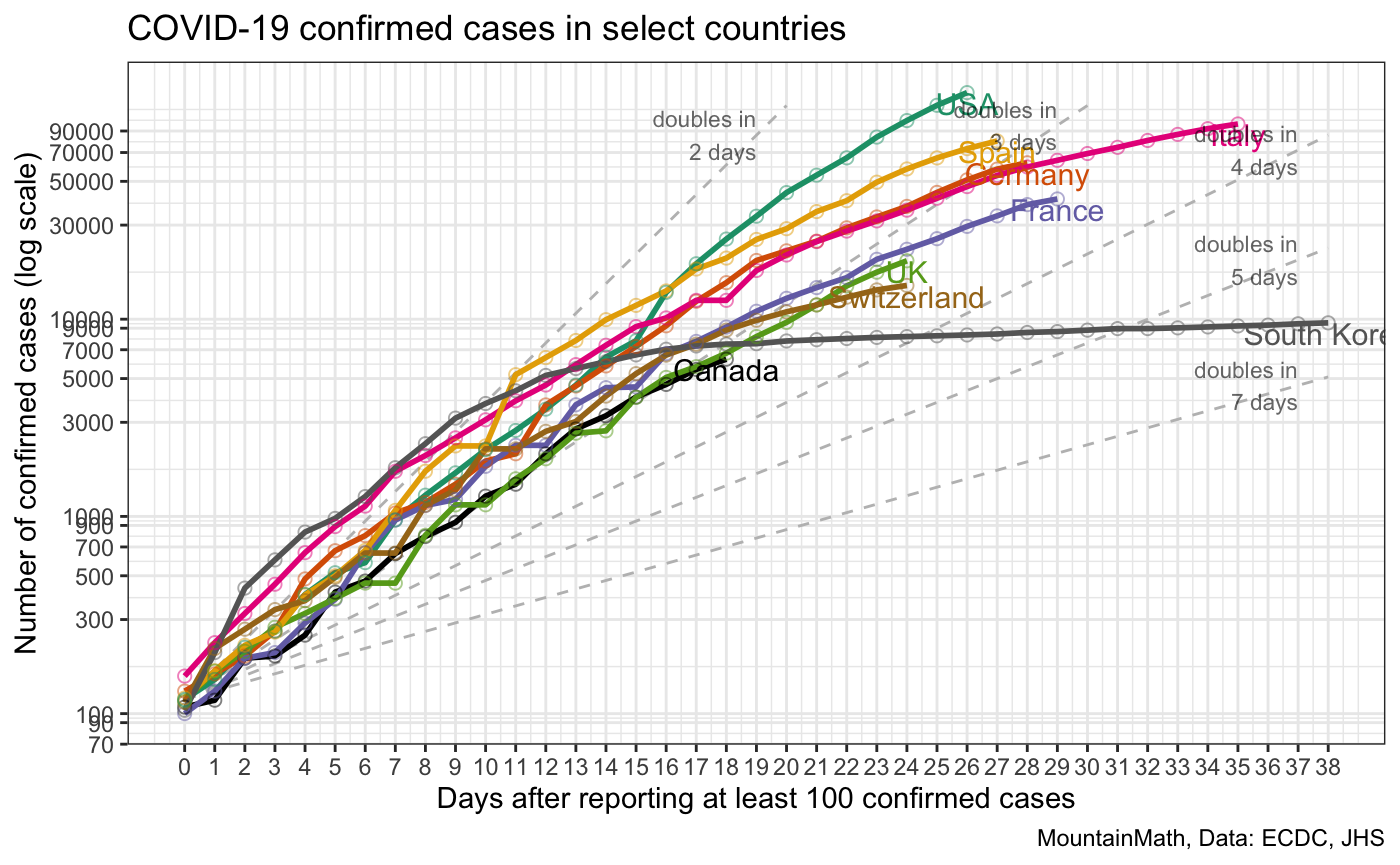 COVID-19 confirmed cases in select countries
Number of confirmed cases (log scale)
90000
70000
50000
30000
10000
9000
7000
5000
3000
1000
900
700
500
300
100
90
70
doubles in
2 days
USA
doubles in
3 days
Spain
Germany
Italy
doubles in
4 days
France
doubles in
5 days
UK
Switzerland
South Kore
Canada
doubles in
7 days
0 1 2 3 4 5 6 7 8 9 10 11 12 13 14 15 16 17 18 19 20 21 22 23 24 25 26 27 28 29 30 31 32 33 34 35 36 37 38
Days after reporting at least 100 confirmed cases
MountainMath, Data: ECDC, JHS